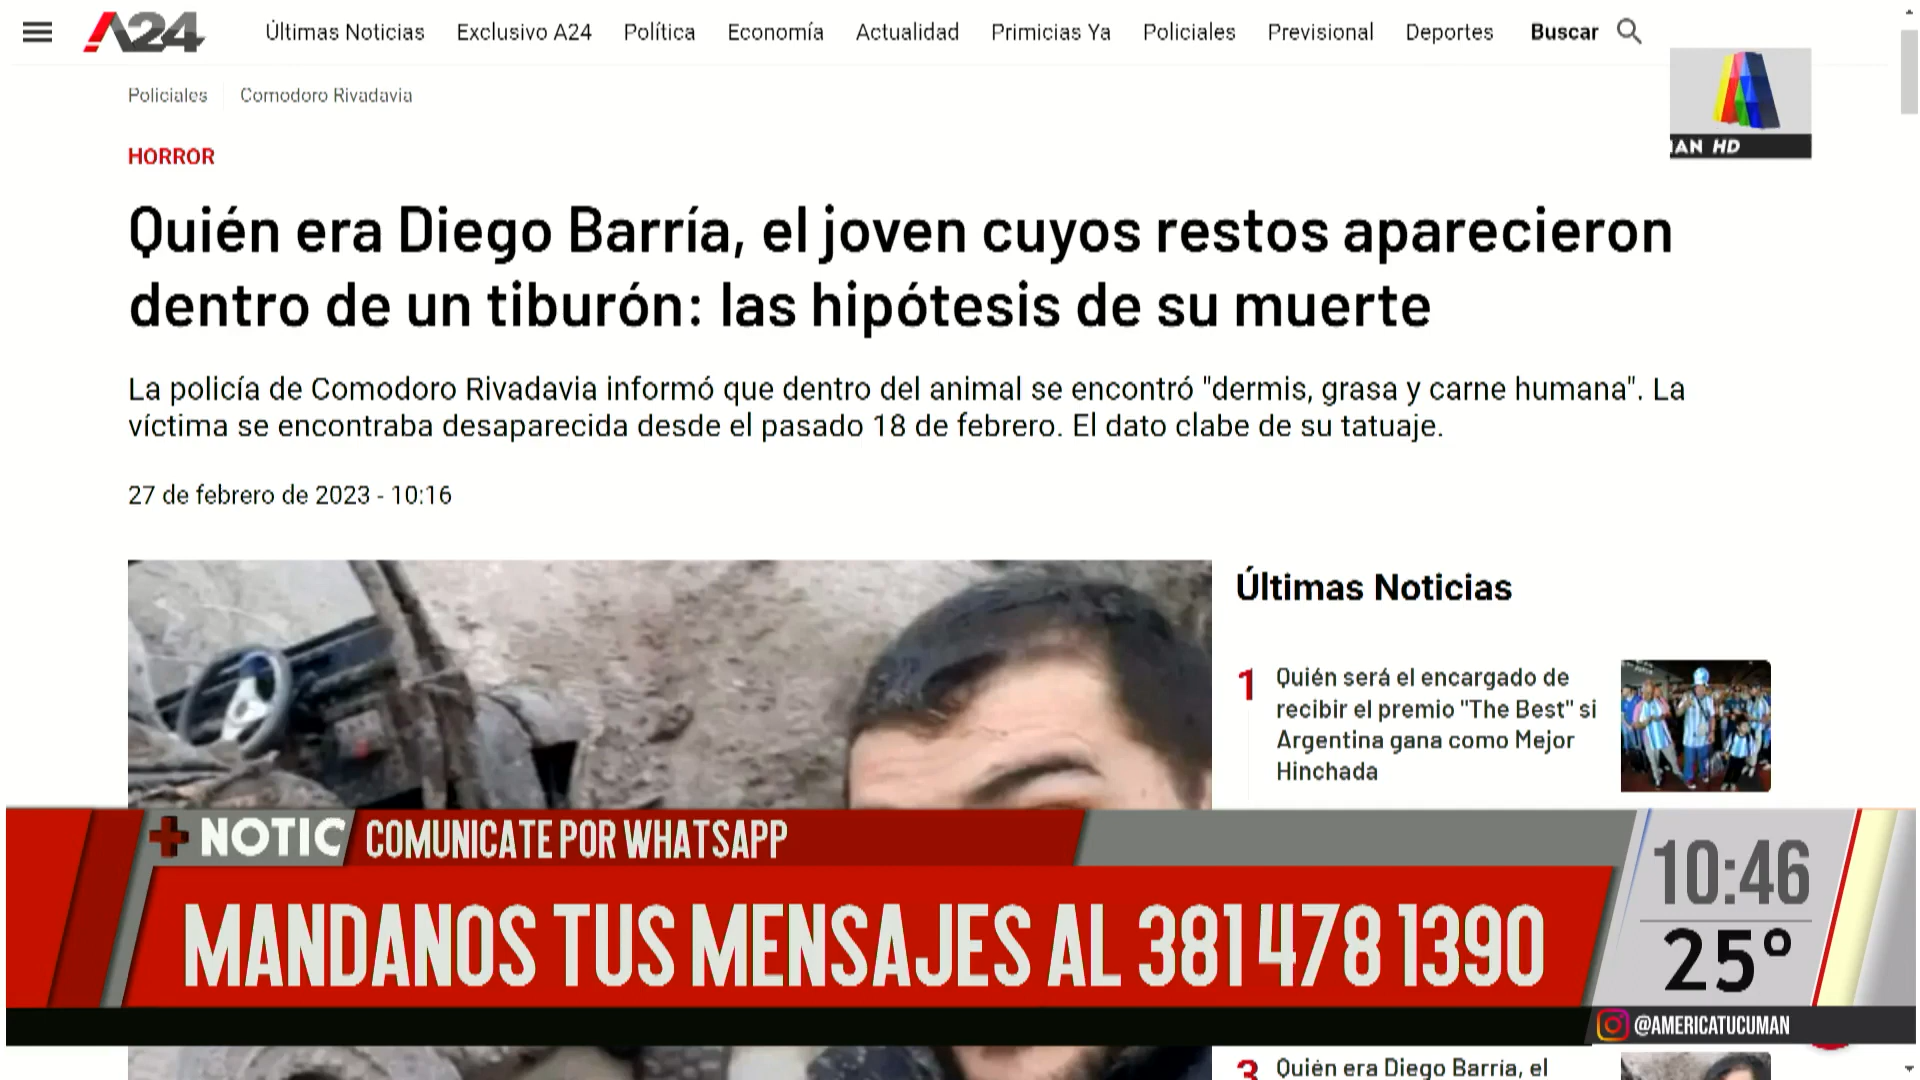 A24
Últimas Noticias Exclusivo A24 Política Economía Actualidad Primicias Ya Policiales Previsional Deportes Buscar
Policiales Comodoro Rivadavia
IAN HD
HORROR
Quién era Diego Barría, el joven cuyos restos aparecieron
dentro de un tiburón: las hipótesis de su muerte
La policía de Comodoro Rivadavia informó que dentro del animal se encontró "dermis, grasa y carne humana". La
víctima se encontraba desaparecida desde el pasado 18 de febrero. El dato clabe de su tatuaje.
27 de febrero de 2023 - 10:16
Últimas Noticias
1
Quién será el encargado de
recibir el premio "The Best" si
Argentina gana como Mejor
Hinchada
+ NOTIC
COMUNICATE POR WHATSAPP
MANDANOS TUS MENSAJES AL 381 478 1390
10:46
25°
@AMERICATUCUMAN
3
Quién era Diego Barría, el